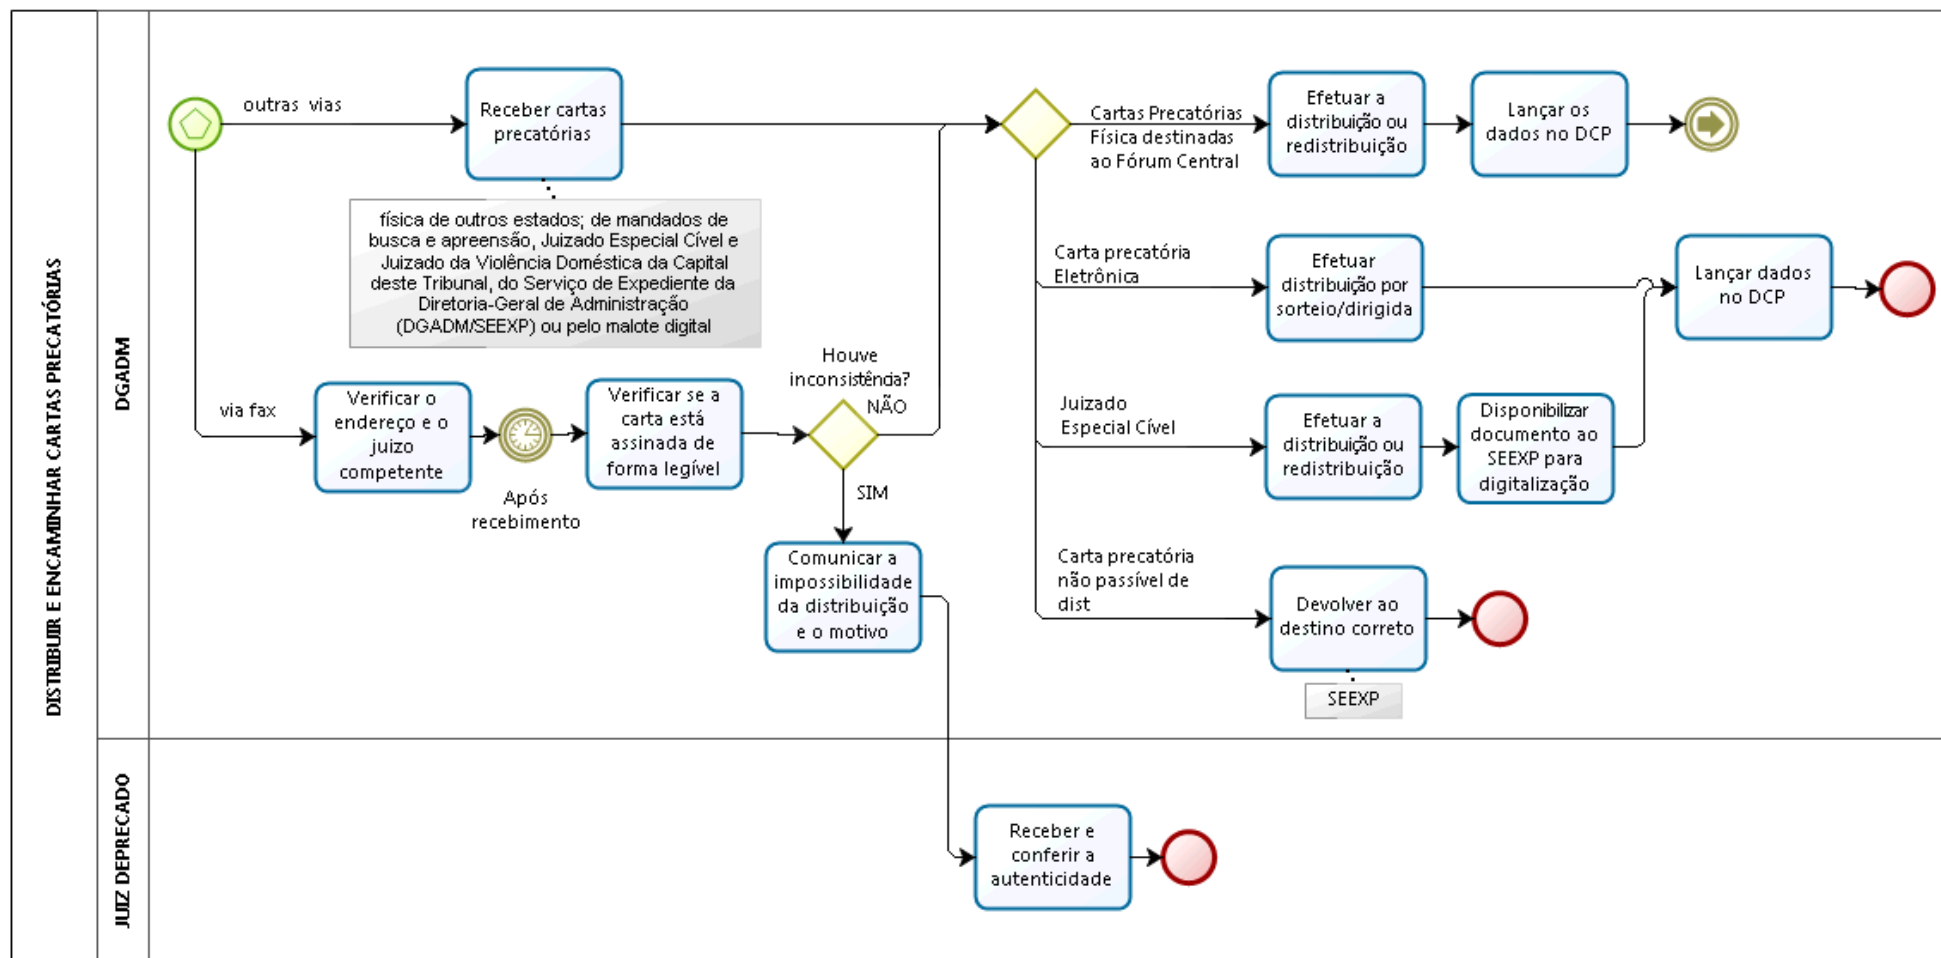 DISTRIBUIR E ENCAMINHAR CARTAS PRECATÓRIAS
DGADM
outras vias
Receber cartas
precatórias
física de outros estados; de mandados de
busca e apreensão, Juizado Especial Cível e
Juizado da Violência Doméstica da Capital
deste Tribunal, do Serviço de Expediente da
Diretoria-Geral de Administração
(DGADM/SEEXP) ou pelo malote digital
via fax
Verificar o
endereço e o
juizo
competente
Após
recebimento
Verificar se a
carta está
assinada de
forma legível
Houve
inconsistência?
NÃO
SIM
Comunicar a
impossibilidade
da distribuição
e o motivo
Cartas Precatórias
Física destinadas
ao Fórum Central
Efetuar a
distribuição ou
redistribuição
Lançar os
dados no DCP
Carta precatória
Eletrônica
Efetuar
distribuição por
sorteio/dirigida
Lançar dados
no DCP
Juizado
Especial Cível
Efetuar a
distribuição ou
redistribuição
Disponibilizar
documento ao
SEEXP para
digitalização
Carta precatória
não passível de
dist
Devolver ao
destino correto
SEEXP
JUIZ DEPRECADO
Receber e
conferir a
autenticidade